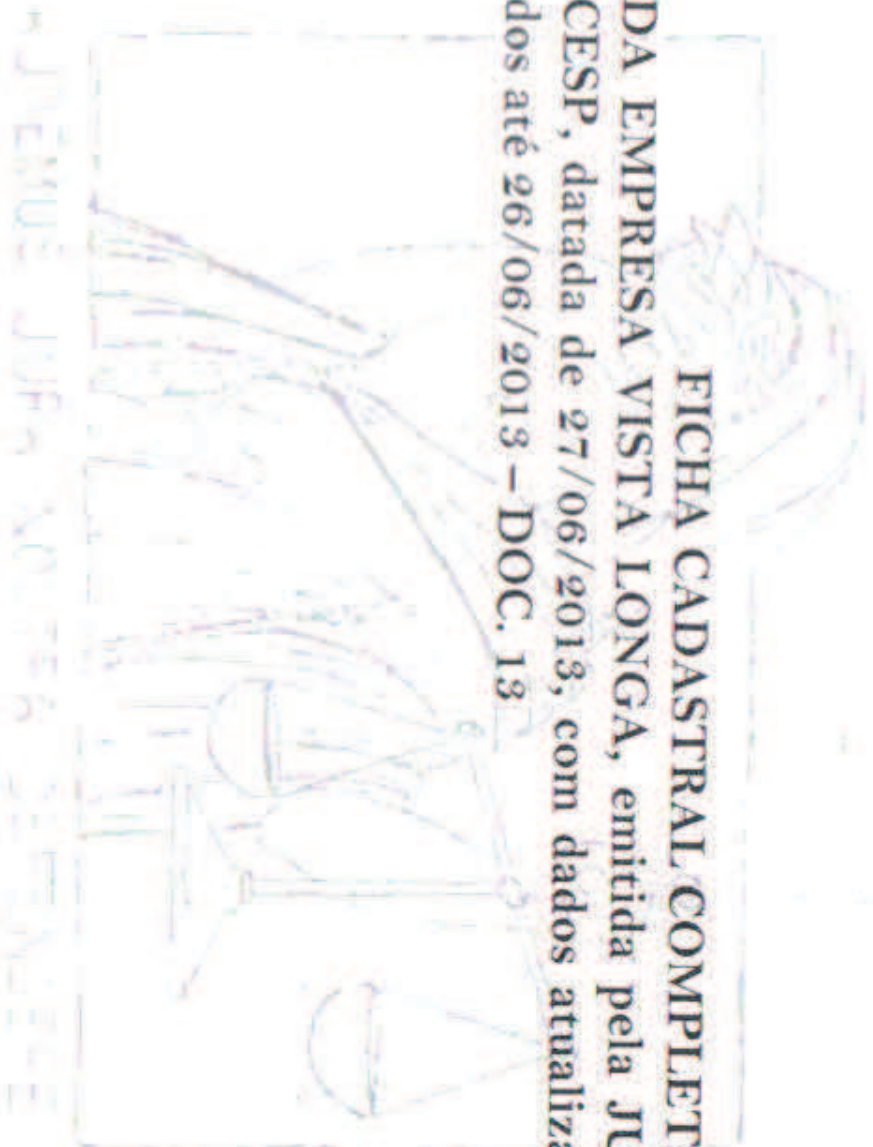 FICHA CADASTRAL COMPLET
DA EMPRESA VISTA LONGA, emitida pela JU
CESP, datada de 27/06/2013, com dados atualiza
dos até 26/06/2013 – DOC. 13